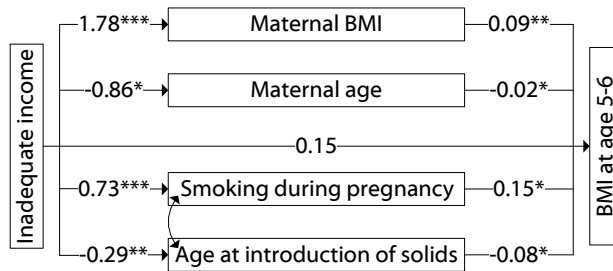 1.78*** Maternal BMI 0.09**
-0.86* Maternal age -0.02*
Inadequate income
0.15
BMI at age 5-6
0.73*** Smoking during pregnancy 0.15*
-0.29** Age at introduction of solids -0.08*